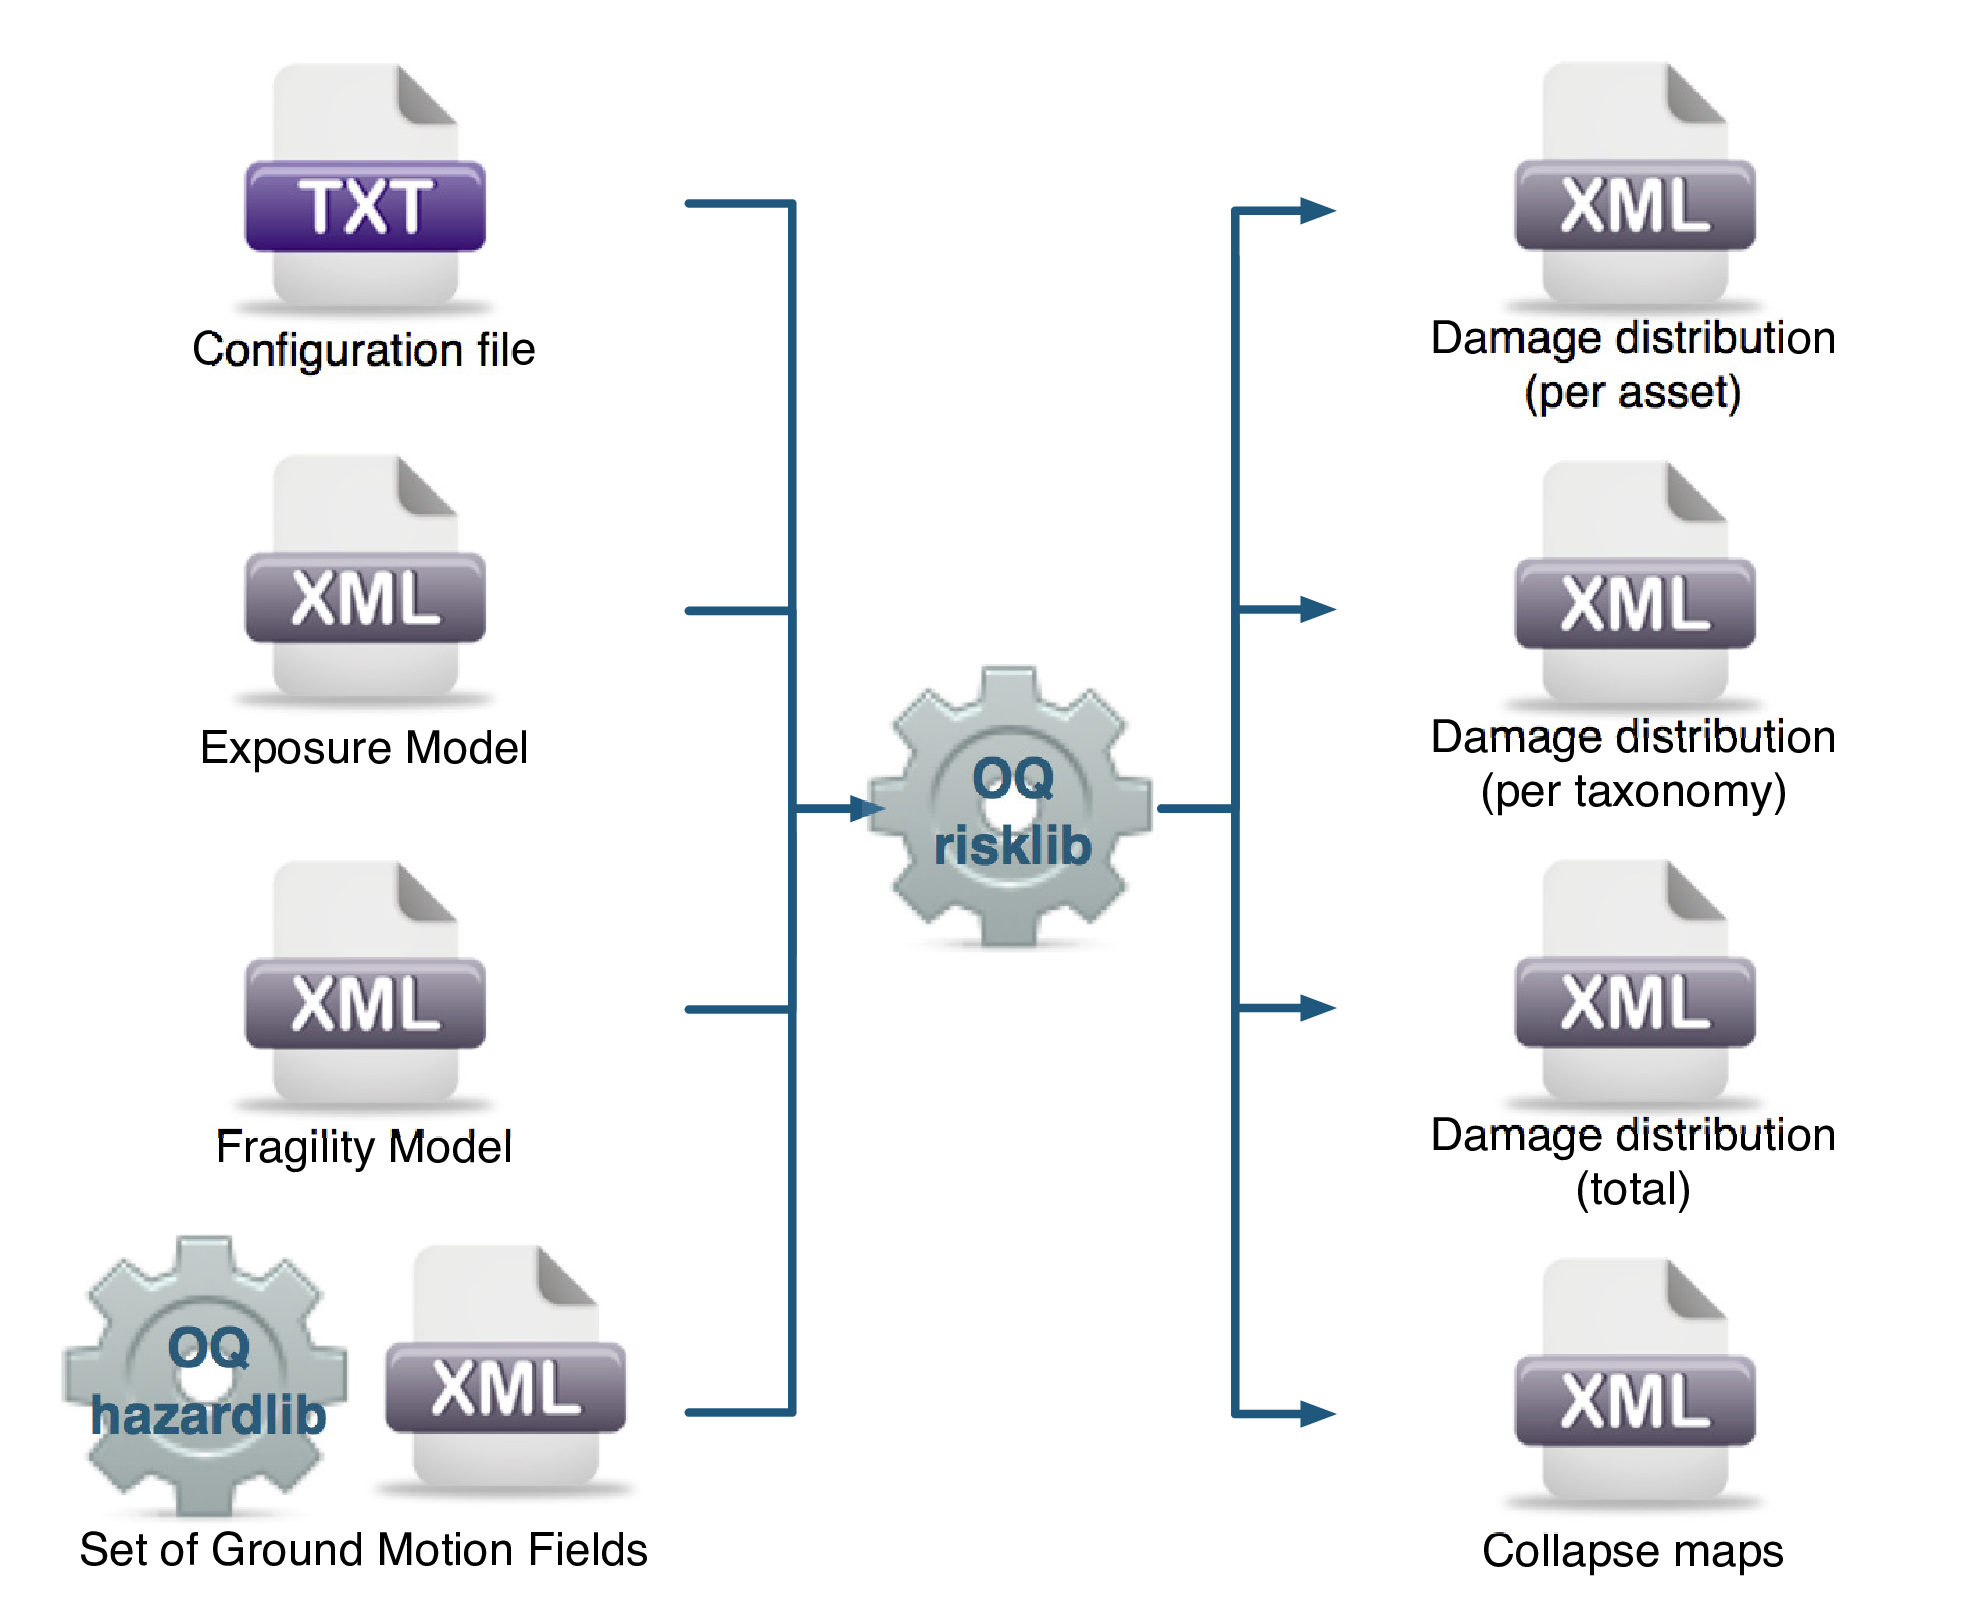 TXT
Configuration file
XML
Exposure Model
XML
Fragility Model
OQ
hazardlib
XML
Set of Ground Motion Fields
OQ
risklib
XML
Damage distribution
(per asset)
XML
Damage distribution
(per taxonomy)
XML
Damage distribution
(total)
XML
Collapse maps